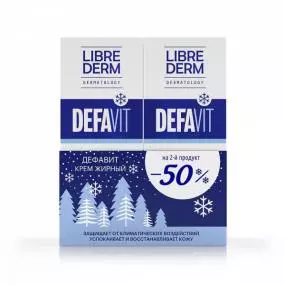 LIBRE
DERM
DERMATOLOGY
DEFAVIT
LIBRE
DERM
DERMATOLOGY
DEFAVIT
ДЕФАВИТ
КРЕМ ЖИРНЫЙ
на 2-й продукт
−50%
ЗАЩИЩАЕТ ОТ КЛИМАТИЧЕСКИХ ВОЗДЕЙСТВИЙ,
УСПОКАИВАЕТ И ВОССТАНАВЛИВАЕТ КОЖУ